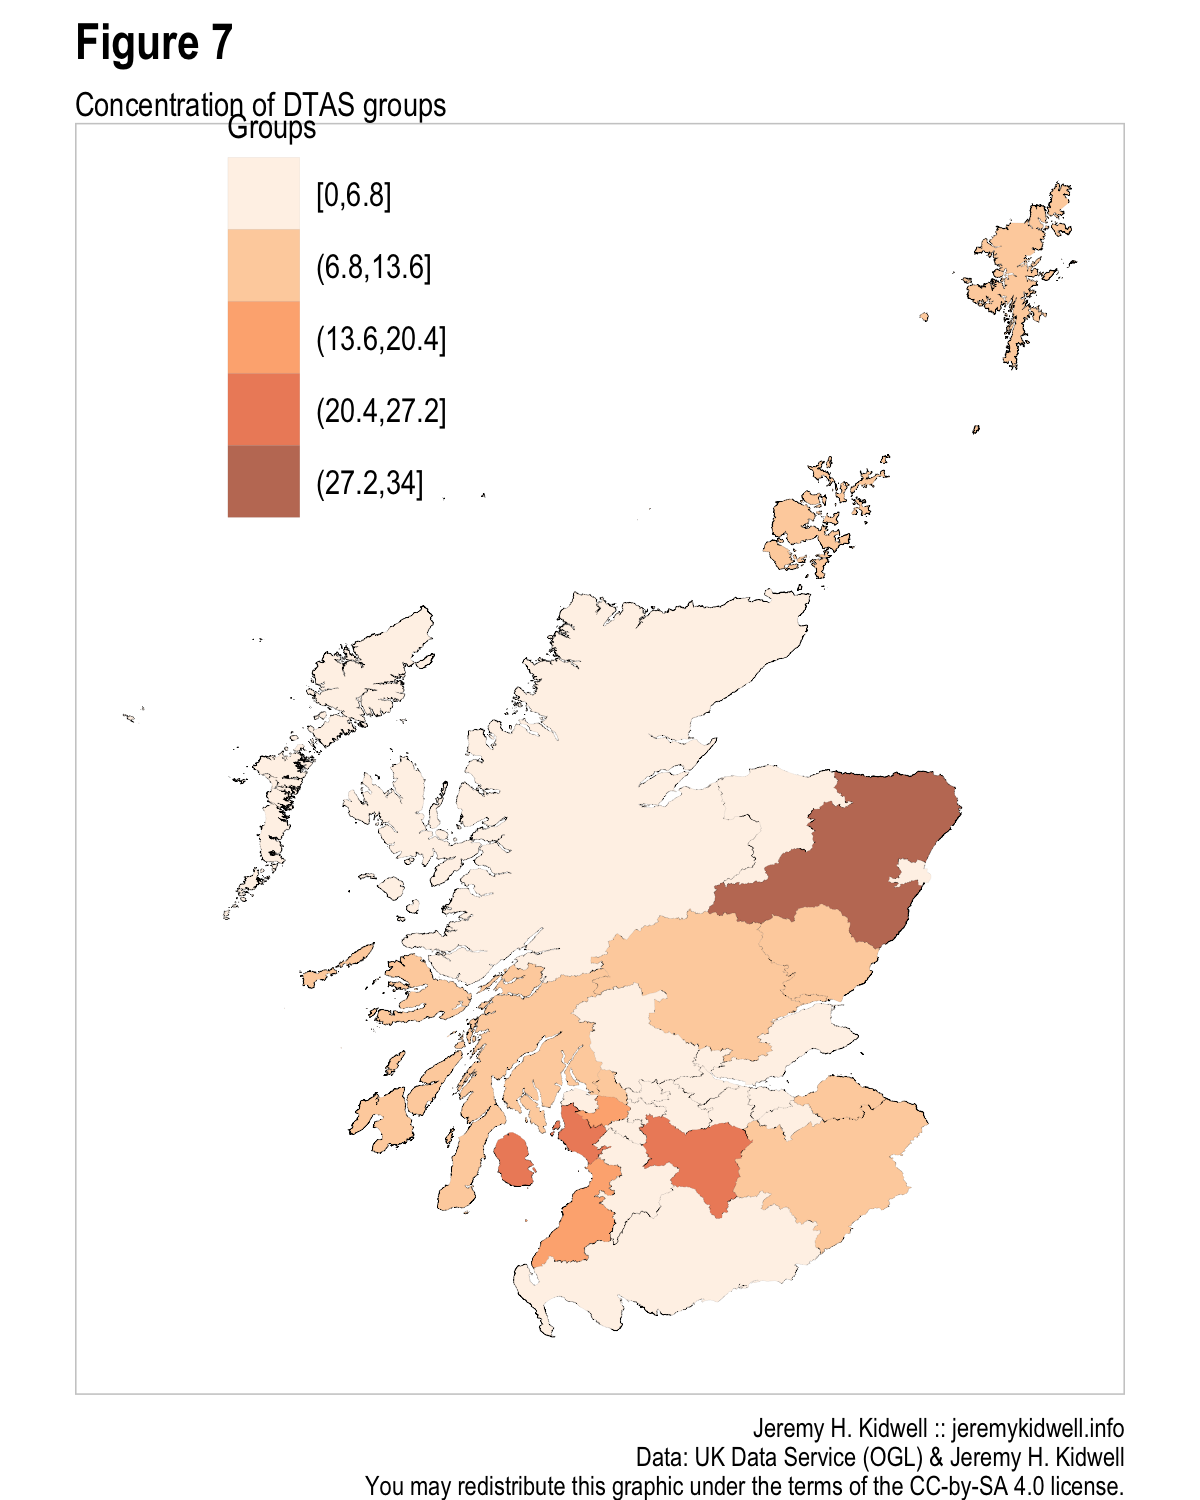 Figure 7
Concentration of DTAS groups
Groups
[0,6.8]
(6.8,13.6]
(13.6,20.4]
(20.4,27.2]
(27.2,34]
Jeremy H. Kidwell :: jeremykidwell.info
Data: UK Data Service (OGL) & Jeremy H. Kidwell
You may redistribute this graphic under the terms of the CC-by-SA 4.0 license.